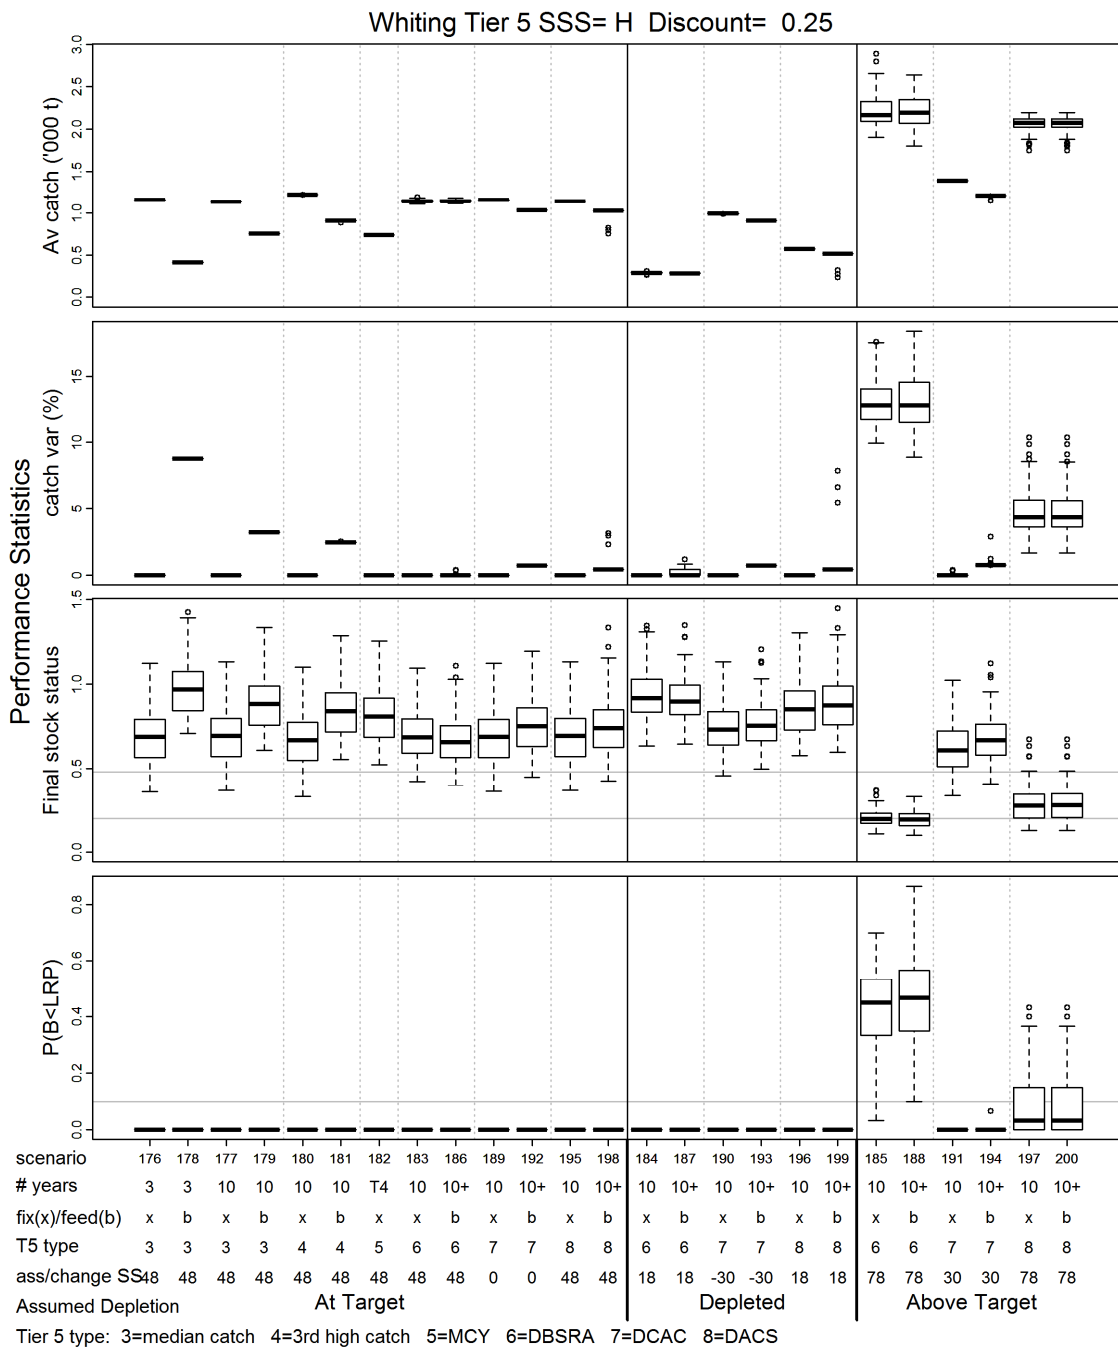 Whiting Tier 5 SSS= H Discount= 0.25
Performance Statistics
Av catch ('000 t)
3.0
2.5
2.0
1.5
1.0
0.5
0.0
catch var (%)
15
10
5
0
Final stock status
1.5
1.0
0.5
0.0
P(B<LRP)
0.8
0.6
0.4
0.2
0.0
scenario 176 178 177 179 180 181 182 183 186 189 192 195 198 184 187 190 193 196 199 185 188 191 194 197 200
# years 3 3 10 10 10 10 T4 10 10+ 10 10+ 10 10+ 10 10+ 10 10+ 10 10+ 10 10+ 10 10+ 10 10+
fix(x)/feed(b) x b x b x b x x b x b x b x b x b x b x b x b x b
T5 type 3 3 3 3 4 4 5 6 6 7 7 8 8 6 6 7 7 8 8 6 6 7 7 8 8
ass/change SS 48 48 48 48 48 48 48 48 48 0 0 48 48 18 18 -30 -30 18 18 78 78 30 30 78 78
Assumed Depletion At Target Depleted Above Target
Tier 5 type: 3=median catch 4=3rd high catch 5=MCY 6=DBSRA 7=DCAC 8=DACS